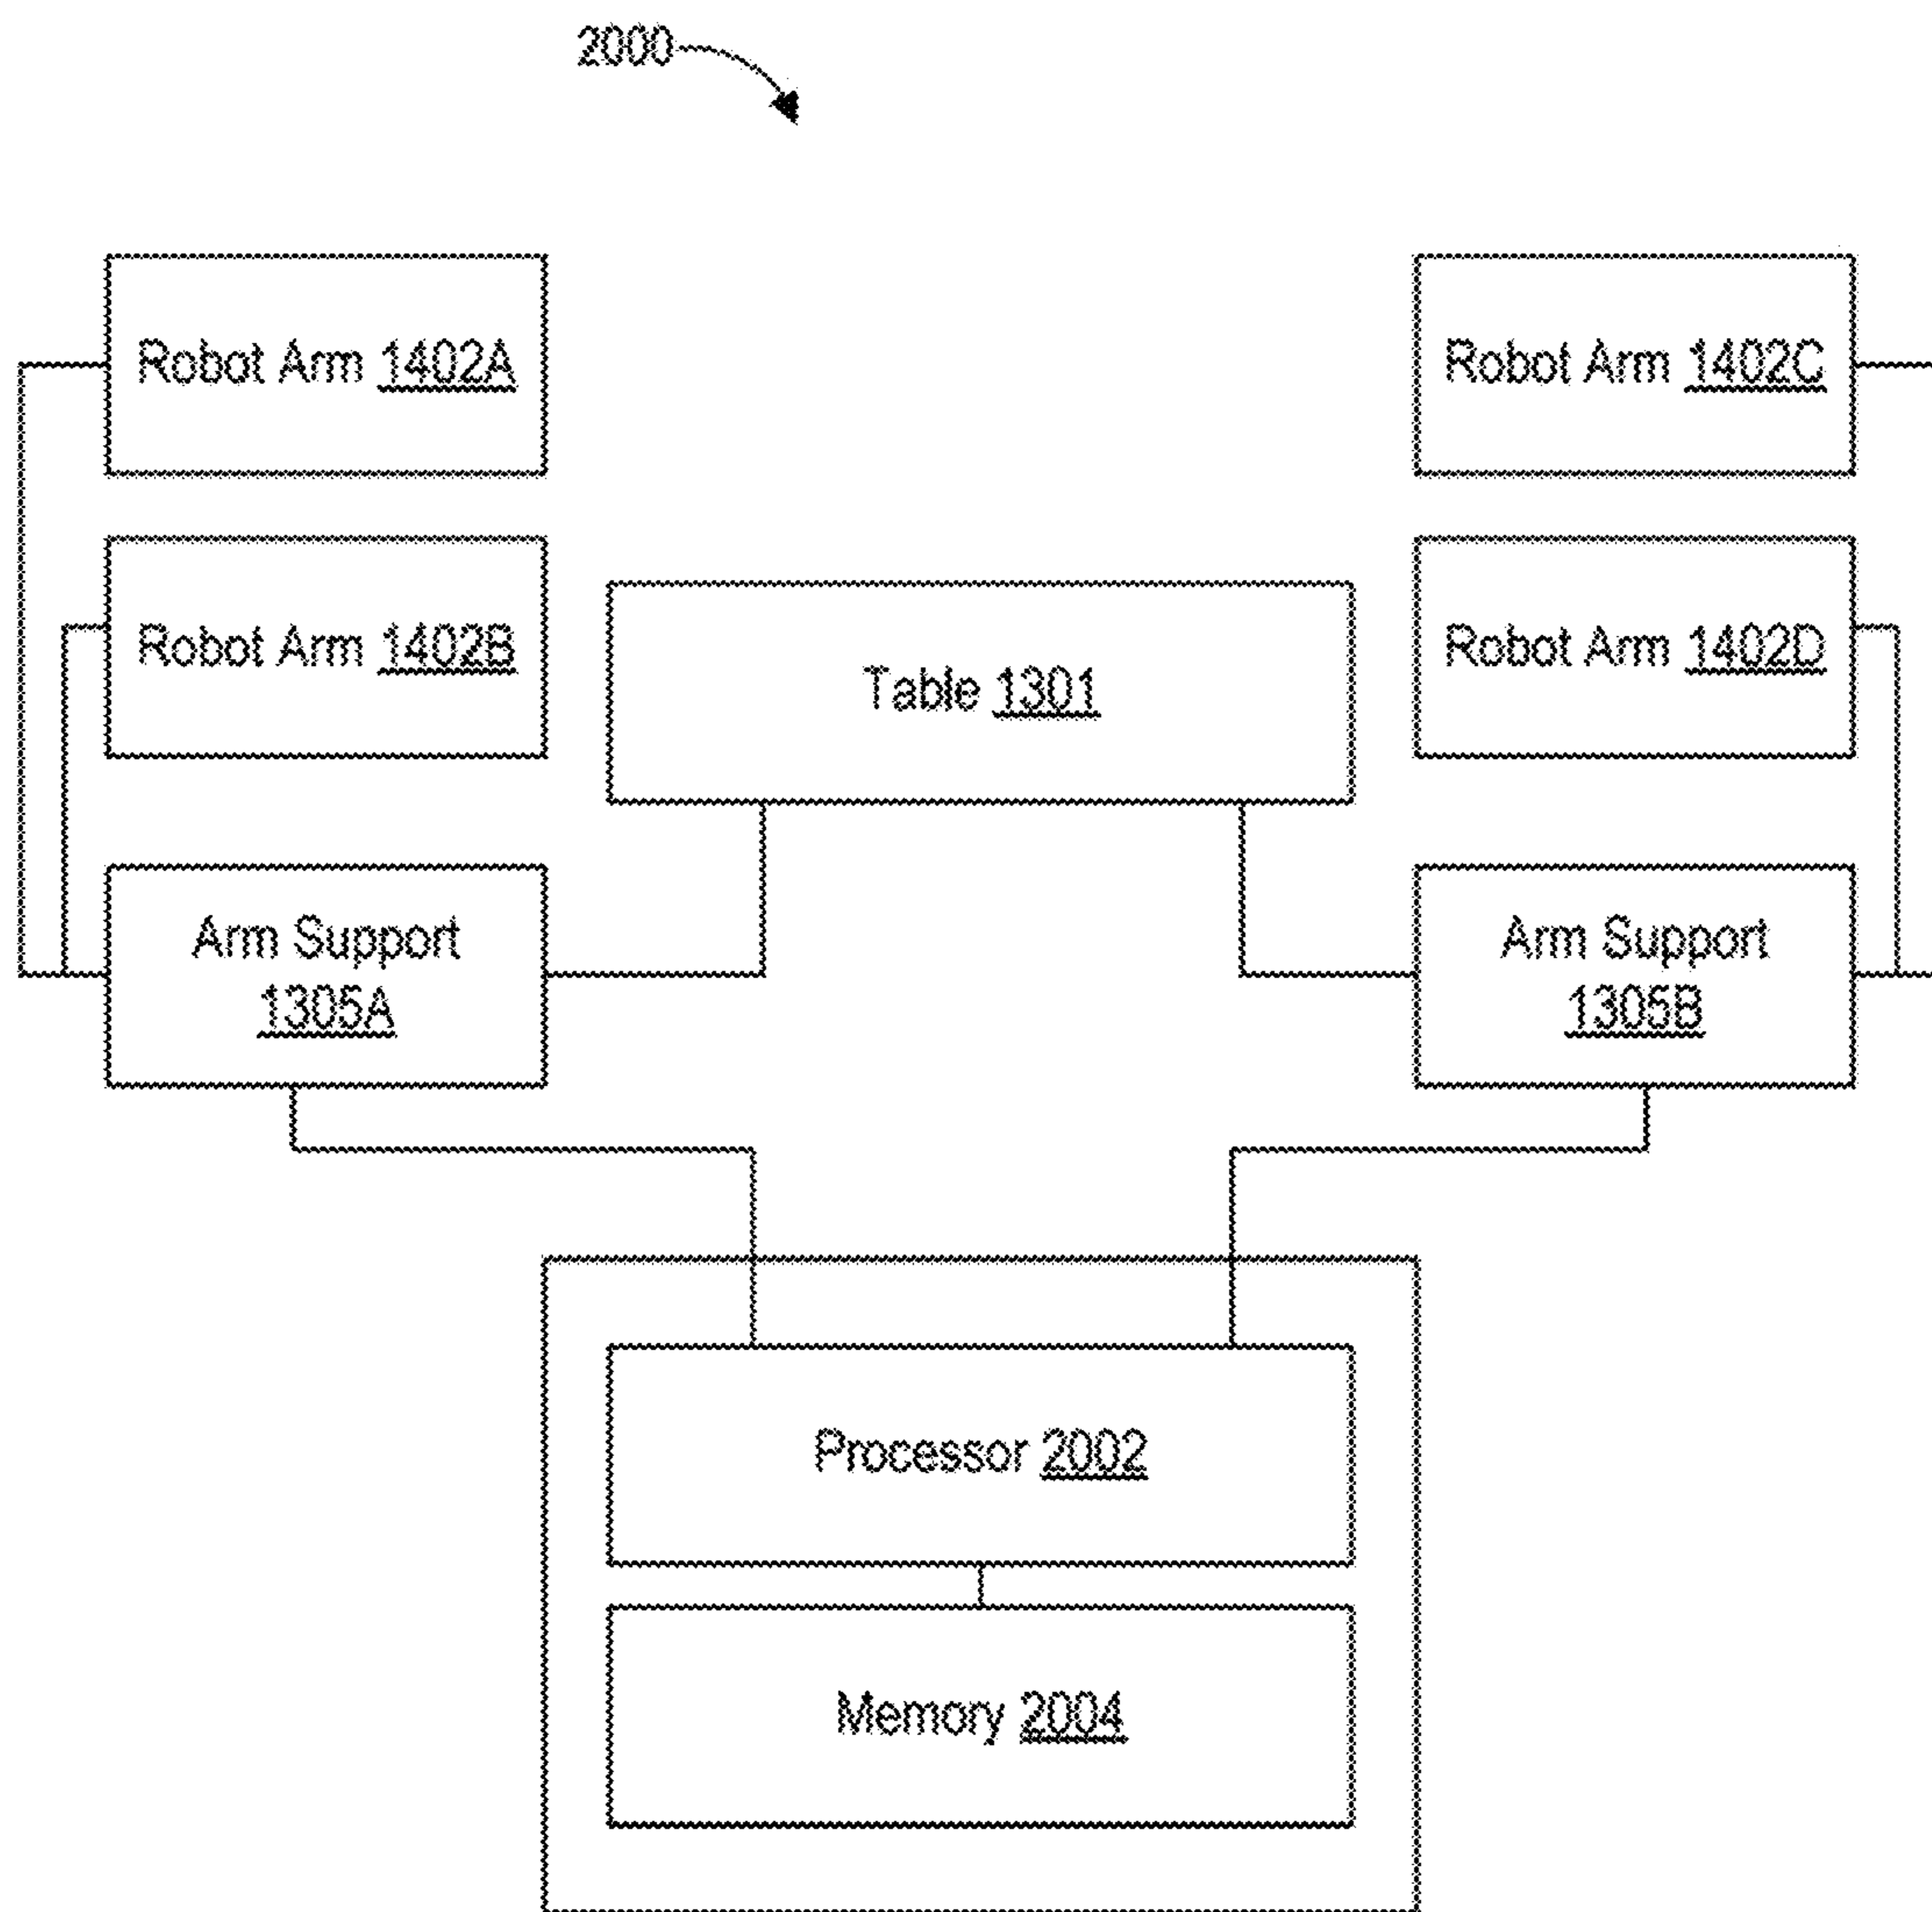 2000
Robot Arm 1402A
Robot Arm 1402C
Robot Arm 1402B
Robot Arm 1402D
Table 1301
Arm Support
1305A
Arm Support
1305B
Processor 2002
Memory 2004